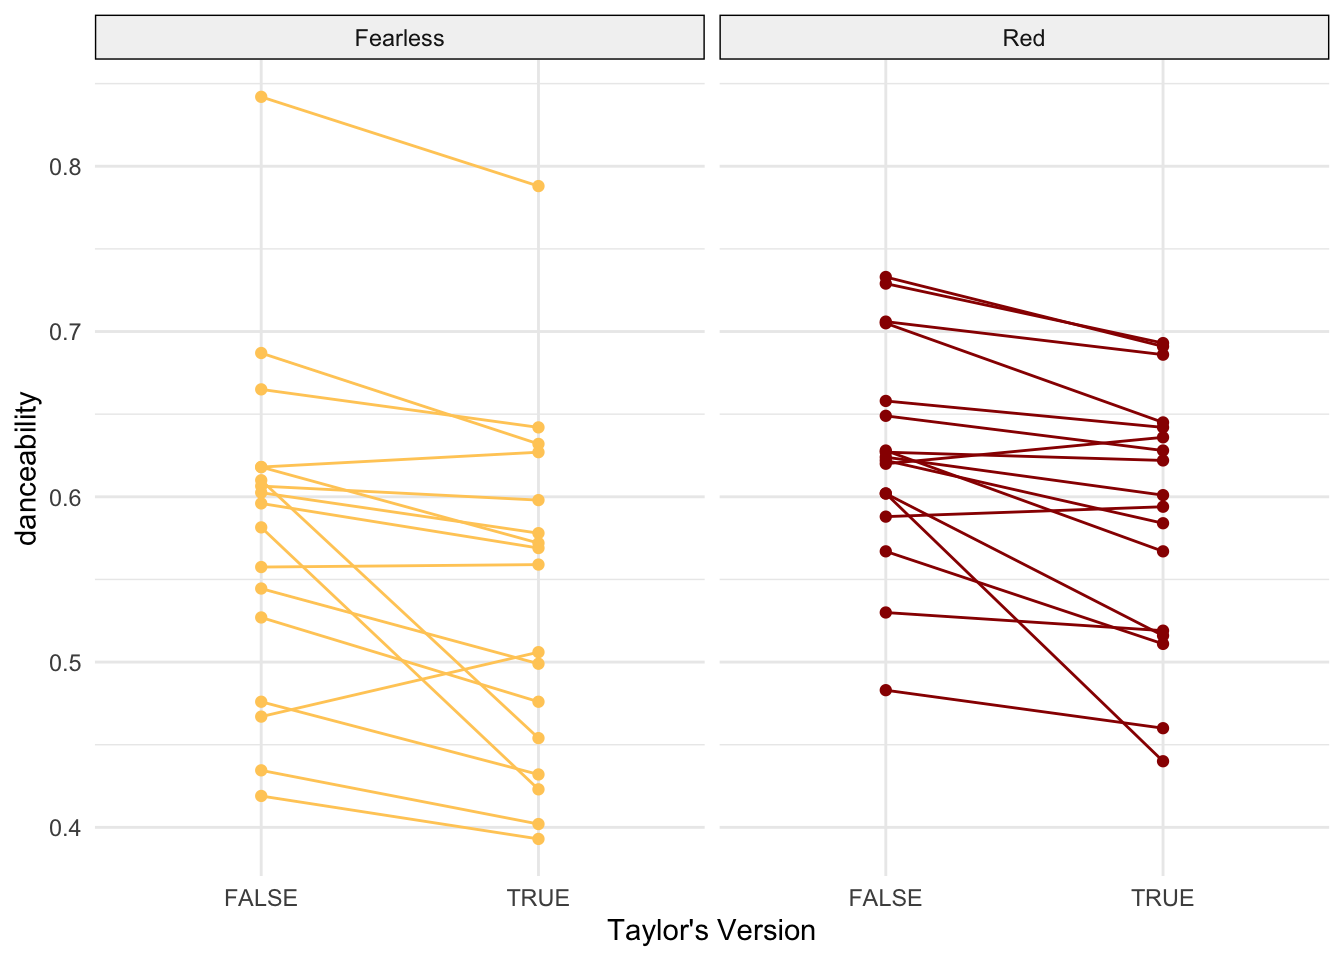 Fearless
Red
danceability
0.8
0.7
0.6
0.5
0.4
FALSE
TRUE
FALSE
TRUE
Taylor's Version